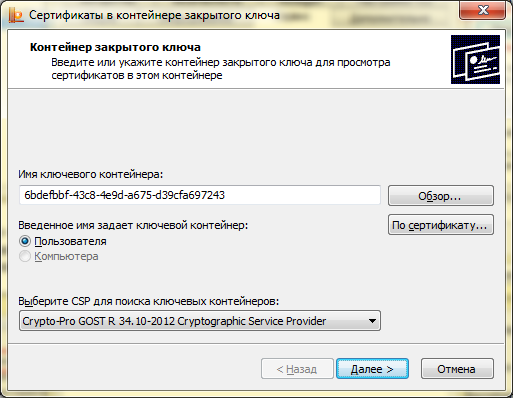 Сертификаты в контейнере закрытого ключа
Контейнер закрытого ключа
Введите или укажите контейнер закрытого ключа для просмотра
сертификатов в этом контейнере
Имя ключевого контейнера:
6bdefbbf-43c8-4e9d-a675-d39cfa697243
Обзор...
Введенное имя задает ключевой контейнер:
По сертификату...
Пользователя
Компьютера
Выберите CSP для поиска ключевых контейнеров:
Crypto-Pro GOST R 34.10-2012 Cryptographic Service Provider
< Назад
Далее >
Отмена